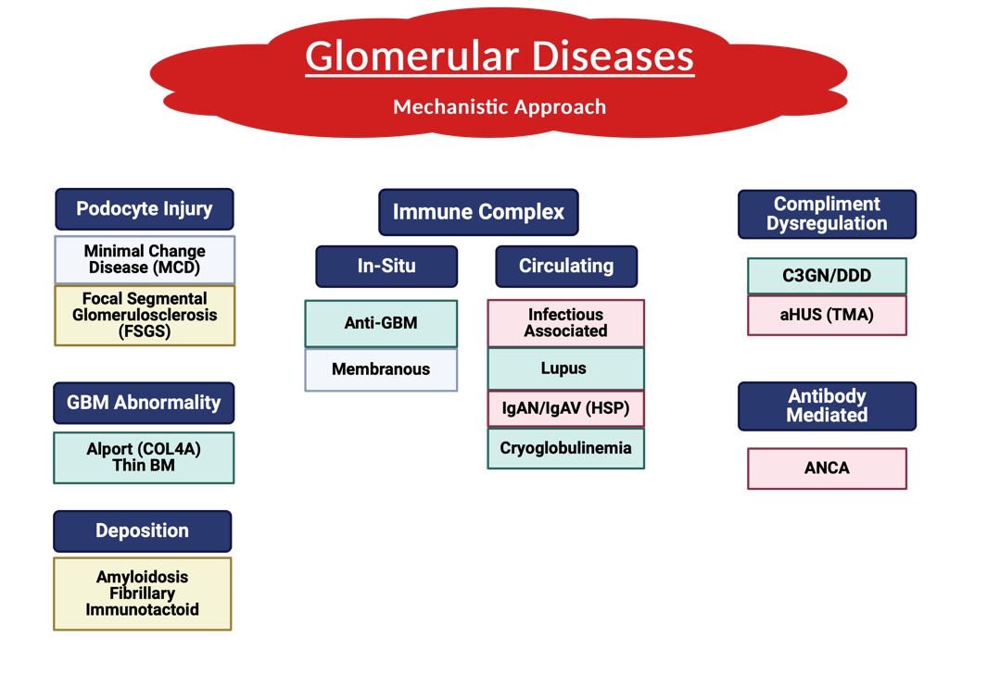 Glomerular Diseases
Mechanistic Approach
Podocyte Injury
Minimal Change
Disease (MCD)
Focal Segmental
Glomerulosclerosis
(FSGS)
GBM Abnormality
Alport (COL4A)
Thin BM
Deposition
Amyloidosis
Fibrillary
Immunotactoid
Immune Complex
In-Situ
Anti-GBM
Membranous
Circulating
Infectious
Associated
Lupus
IgAN/IgAV (HSP)
Cryoglobulinemia
Compliment
Dysregulation
C3GN/DDD
aHUS (TMA)
Antibody
Mediated
ANCA